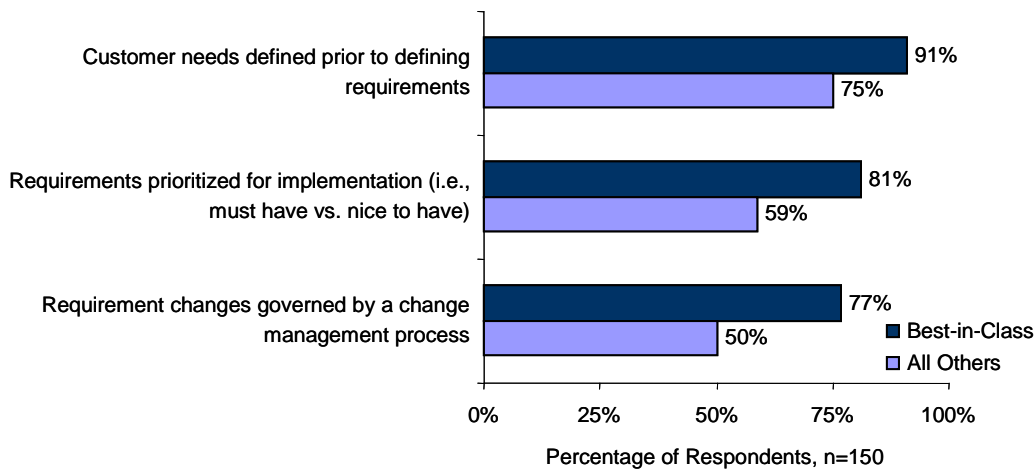 Customer needs defined prior to defining
requirements
91%
75%
Requirements prioritized for implementation (i.e.,
must have vs. nice to have)
81%
59%
Requirement changes governed by a change
management process
77%
50%
Best-in-Class
All Others
0% 25% 50% 75% 100%
Percentage of Respondents, n=150